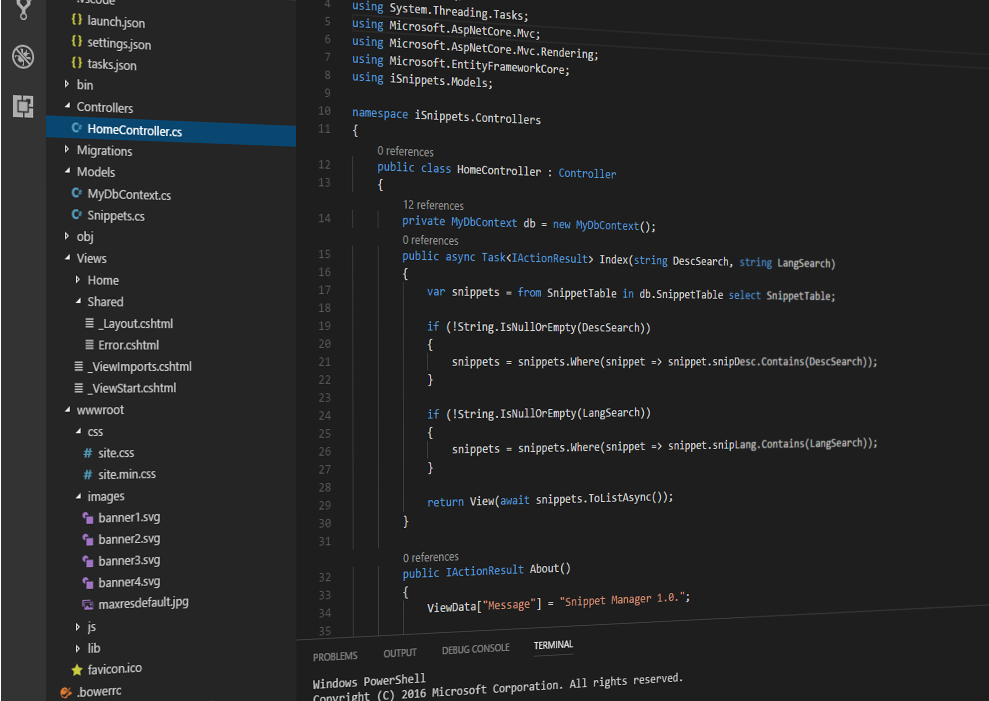 .vscode
launch.json
settings.json
tasks.json
bin
Controllers
HomeController.cs
Migrations
Models
MyDbContext.cs
Snippets.cs
obj
Views
Home
Shared
_Layout.cshtml
Error.cshtml
_ViewImports.cshtml
_ViewStart.cshtml
wwwroot
css
site.css
site.min.css
images
banner1.svg
banner2.svg
banner3.svg
banner4.svg
maxresdefault.jpg
js
lib
favicon.ico
.bowerrc
4 using System.Threading.Tasks;
5 using Microsoft.AspNetCore.Mvc;
6 using Microsoft.AspNetCore.Mvc.Rendering;
7 using Microsoft.EntityFrameworkCore;
8 using iSnippets.Models;
9
10 namespace iSnippets.Controllers
11 {
0 references
12 public class HomeController : Controller
13 {
12 references
14 private MyDbContext db = new MyDbContext();
0 references
15 public async Task<IActionResult> Index(string DescSearch, string LangSearch)
16 {
17 var snippets = from SnippetTable in db.SnippetTable select SnippetTable;
18
19 if (!String.IsNullOrEmpty(DescSearch))
20 {
21 snippets = snippets.Where(snippet => snippet.snipDesc.Contains(DescSearch));
22 }
23
24 if (!String.IsNullOrEmpty(LangSearch))
25 {
26 snippets = snippets.Where(snippet => snippet.snipLang.Contains(LangSearch));
27 }
28
29 return View(await snippets.ToListAsync());
30 }
31
0 references
32 public IActionResult About()
33 {
34 ViewData["Message"] = "Snippet Manager 1.0.";
35
PROBLEMS OUTPUT DEBUG CONSOLE TERMINAL
Windows PowerShell
Copyright (C) 2016 Microsoft Corporation. All rights reserved.